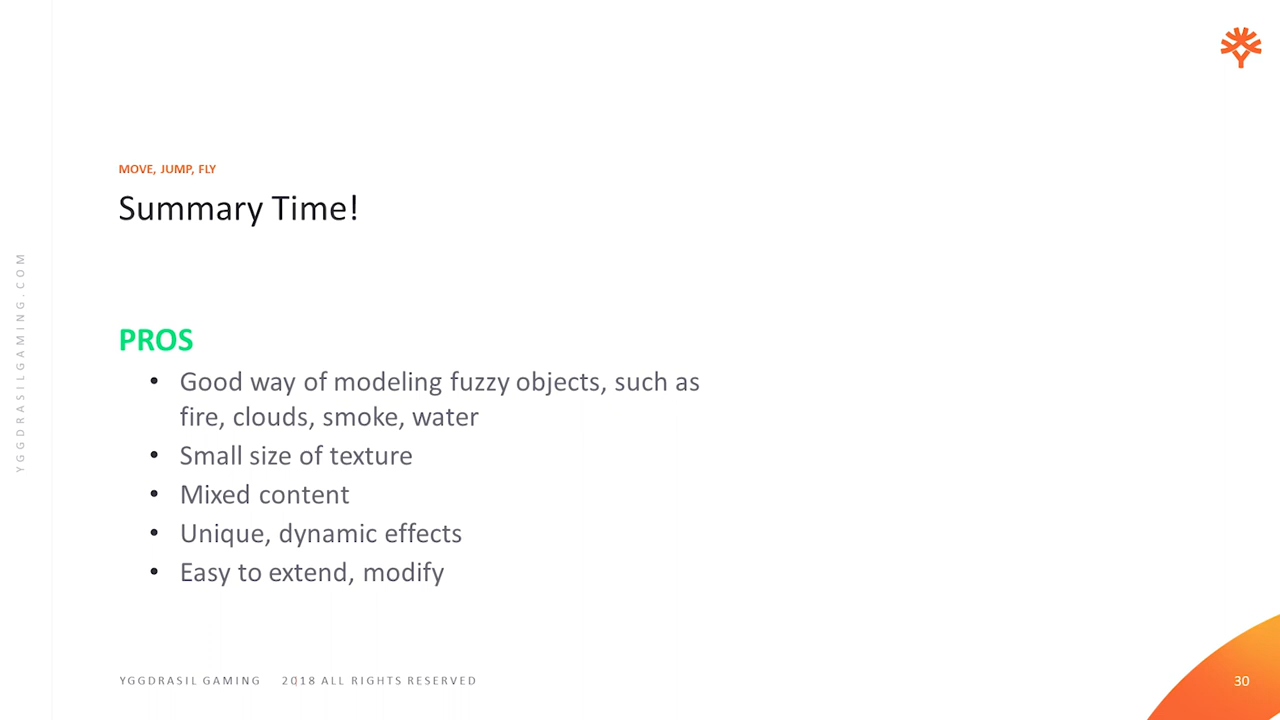 MOVE, JUMP, FLY
Summary Time!
YGGDRASILGAMING.COM
PROS
• Good way of modeling fuzzy objects, such as
fire, clouds, smoke, water
• Small size of texture
• Mixed content
• Unique, dynamic effects
• Easy to extend, modify
YGGDRASIL GAMING 2018 ALL RIGHTS RESERVED
30